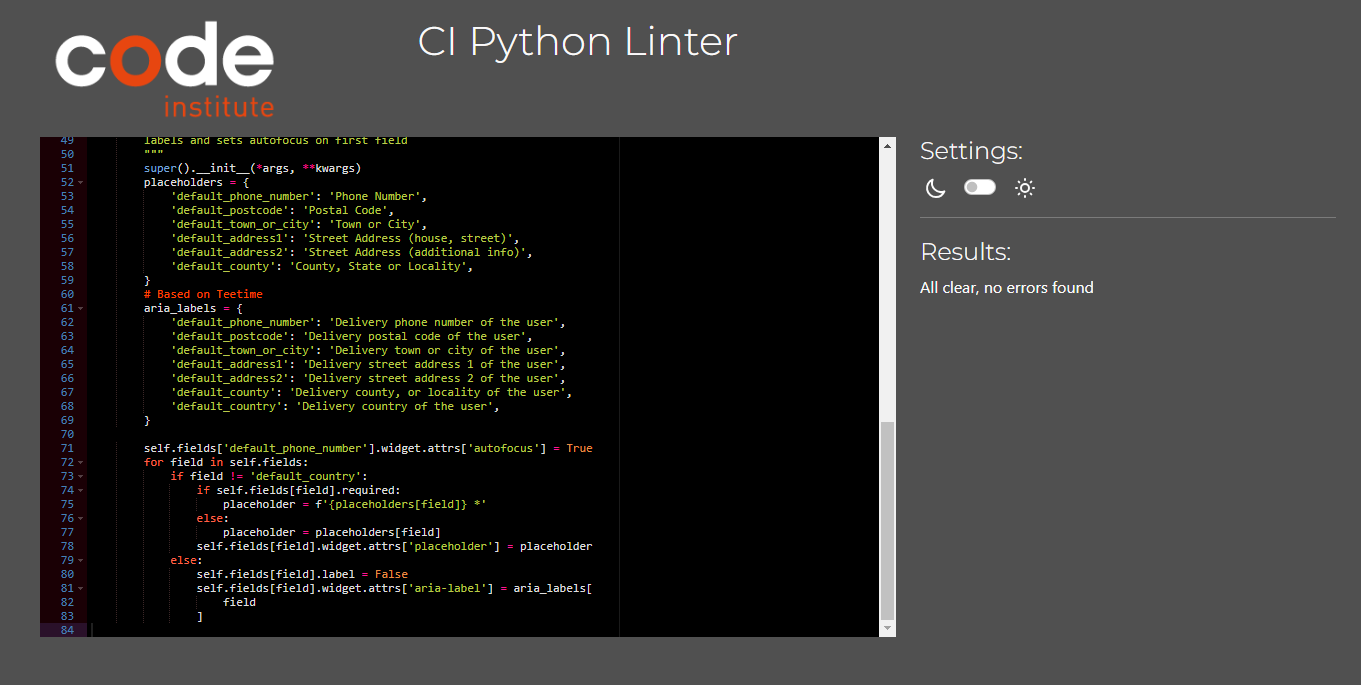 code
institute
CI Python Linter
49 labels and sets autofocus on first field
50 """
51 super().__init__(*args, **kwargs)
52 placeholders = {
53 'default_phone_number': 'Phone Number',
54 'default_postcode': 'Postal Code',
55 'default_town_or_city': 'Town or City',
56 'default_address1': 'Street Address (house, street)',
57 'default_address2': 'Street Address (additional info)',
58 'default_county': 'County, State or Locality',
59 }
60 # Based on Teetime
61 aria_labels = {
62 'default_phone_number': 'Delivery phone number of the user',
63 'default_postcode': 'Delivery postal code of the user',
64 'default_town_or_city': 'Delivery town or city of the user',
65 'default_address1': 'Delivery street address 1 of the user',
66 'default_address2': 'Delivery street address 2 of the user',
67 'default_county': 'Delivery county, or locality of the user',
68 'default_country': 'Delivery country of the user',
69 }
70
71 self.fields['default_phone_number'].widget.attrs['autofocus'] = True
72 for field in self.fields:
73 if field != 'default_country':
74 if self.fields[field].required:
75 placeholder = f'{placeholders[field]} *'
76 else:
77 placeholder = placeholders[field]
78 self.fields[field].widget.attrs['placeholder'] = placeholder
79 else:
80 self.fields[field].label = False
81 self.fields[field].widget.attrs['aria-label'] = aria_labels[
82 field
83 ]
84
Settings:
Results:
All clear, no errors found